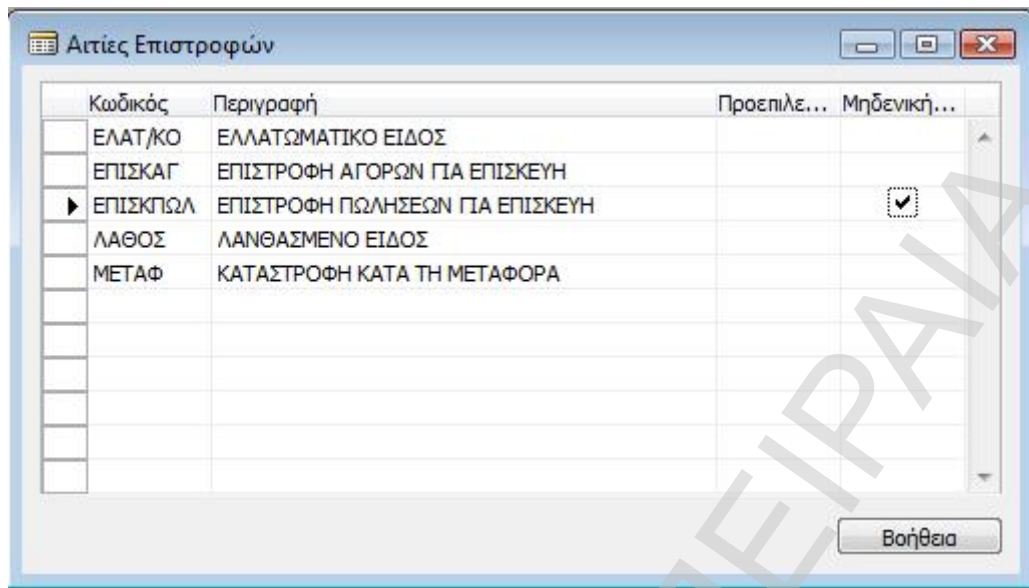 Αιτίες Επιστροφών
Κωδικός Περιγραφή Προεπιλε... Μηδενική...
ΕΛΑΤ/ΚΟ ΕΛΛΑΤΩΜΑΤΙΚΟ ΕΙΔΟΣ
ΕΠΙΣΚΑΓ ΕΠΙΣΤΡΟΦΗ ΑΓΟΡΩΝ ΓΙΑ ΕΠΙΣΚΕΥΗ
ΕΠΙΣΚΠΩΛ ΕΠΙΣΤΡΟΦΗ ΠΩΛΗΣΕΩΝ ΓΙΑ ΕΠΙΣΚΕΥΗ
ΛΑΘΟΣ ΛΑΝΘΑΣΜΕΝΟ ΕΙΔΟΣ
ΜΕΤΑΦ ΚΑΤΑΣΤΡΟΦΗ ΚΑΤΑ ΤΗ ΜΕΤΑΦΟΡΑ
Βοήθεια